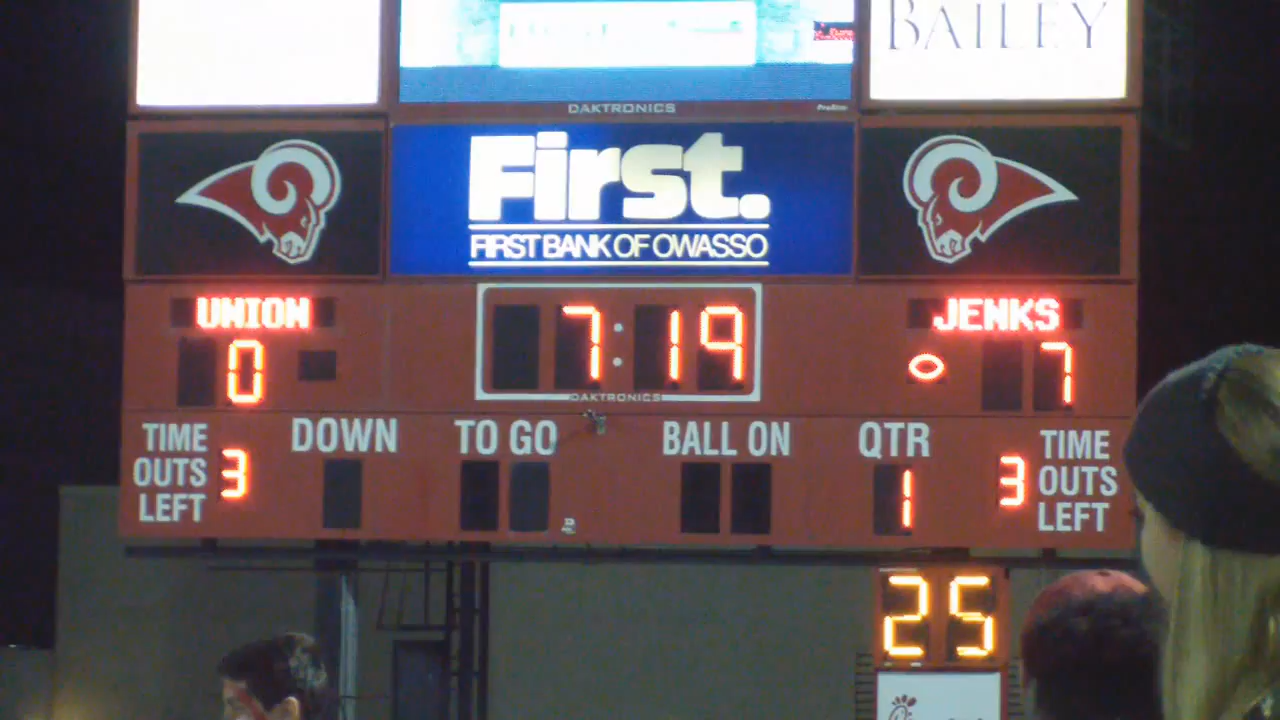 BAILEY
DAKTRONICS
First.
FIRST BANK OF OWASSO
UNION
7:19
JENKS
0
7
DAKTRONICS
TIME OUTS LEFT
3
DOWN
TO GO
BALL ON
QTR
1
3
TIME OUTS LEFT
25